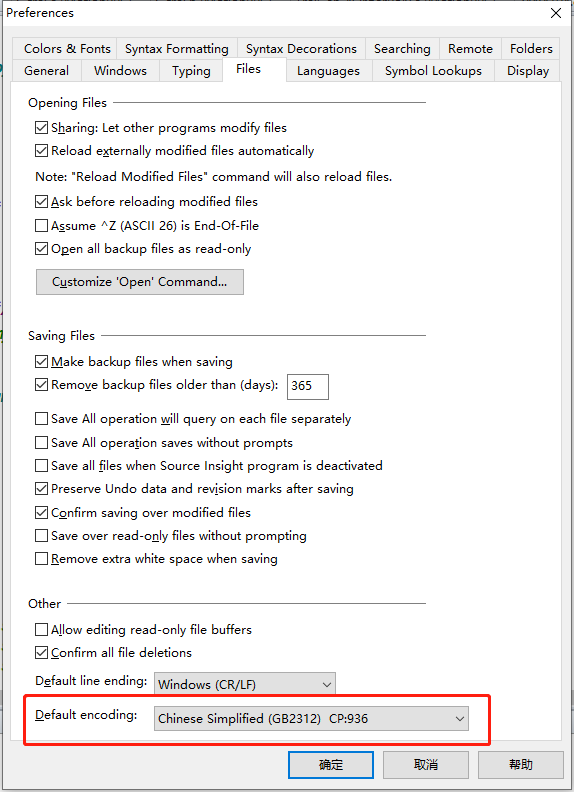 Preferences
Colors & Fonts Syntax Formatting Syntax Decorations Searching Remote Folders
General Windows Typing Files Languages Symbol Lookups Display
Opening Files
Sharing: Let other programs modify files
Reload externally modified files automatically
Note: "Reload Modified Files" command will also reload files.
Ask before reloading modified files
Assume ^Z (ASCII 26) is End-Of-File
Open all backup files as read-only
Customize 'Open' Command...
Saving Files
Make backup files when saving
Remove backup files older than (days): 365
Save All operation will query on each file separately
Save All operation saves without prompts
Save all files when Source Insight program is deactivated
Preserve Undo data and revision marks after saving
Confirm saving over modified files
Save over read-only files without prompting
Remove extra white space when saving
Other
Allow editing read-only file buffers
Confirm all file deletions
Default line ending: Windows (CR/LF)
Default encoding: Chinese Simplified (GB2312) CP:936
确定 取消 帮助